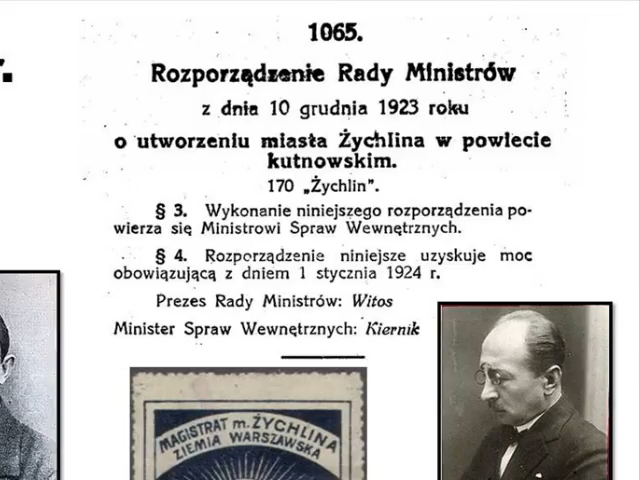 1065.
Rozporządzenie Rady Ministrów
z dnia 10 grudnia 1923 roku
o utworzeniu miasta Żychlina w powiecie
kutnowskim.
170 „Żychlin”.
§ 3. Wykonanie niniejszego rozporządzenia po-
wierza się Ministrowi Spraw Wewnętrznych.
§ 4. Rozporządzenie niniejsze uzyskuje moc
obowiązującą z dniem 1 stycznia 1924 r.
Prezes Rady Ministrów: Witos
Minister Spraw Wewnętrznych: Kiernik
MAGISTRAT m. ŻYCHLINA
ZIEMIA WARSZAWSKA